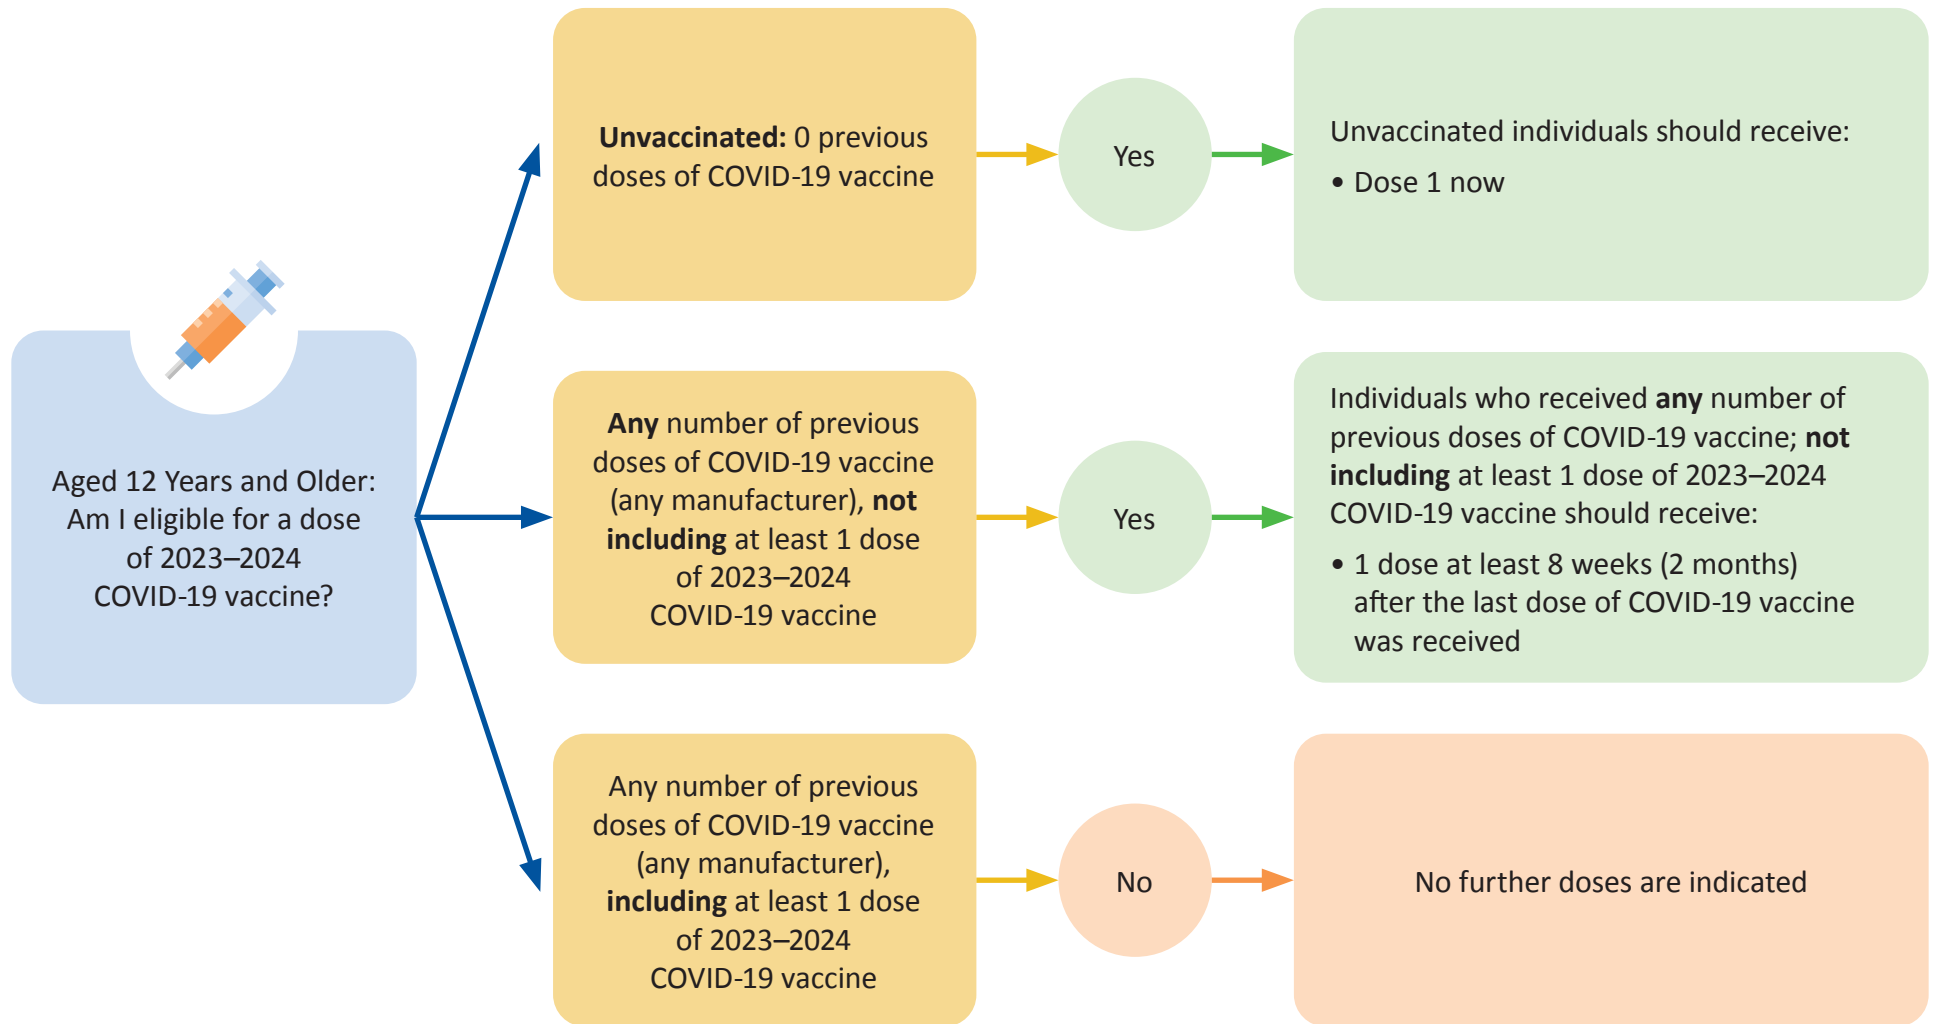 Aged 12 Years and Older:
Am I eligible for a dose
of 2023–2024
COVID-19 vaccine?
Unvaccinated: 0 previous
doses of COVID-19 vaccine
Yes
Unvaccinated individuals should receive:
• Dose 1 now
Any number of previous
doses of COVID-19 vaccine
(any manufacturer), not
including at least 1 dose
of 2023–2024
COVID-19 vaccine
Yes
Individuals who received any number of
previous doses of COVID-19 vaccine; not
including at least 1 dose of 2023–2024
COVID-19 vaccine should receive:
• 1 dose at least 8 weeks (2 months)
after the last dose of COVID-19 vaccine
was received
Any number of previous
doses of COVID-19 vaccine
(any manufacturer),
including at least 1 dose
of 2023–2024
COVID-19 vaccine
No
No further doses are indicated